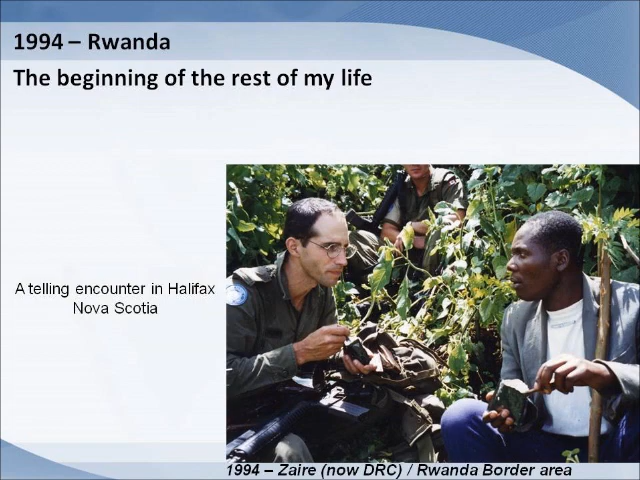 1994 – Rwanda
The beginning of the rest of my life
A telling encounter in Halifax
Nova Scotia
1994 – Zaire (now DRC) / Rwanda Border area